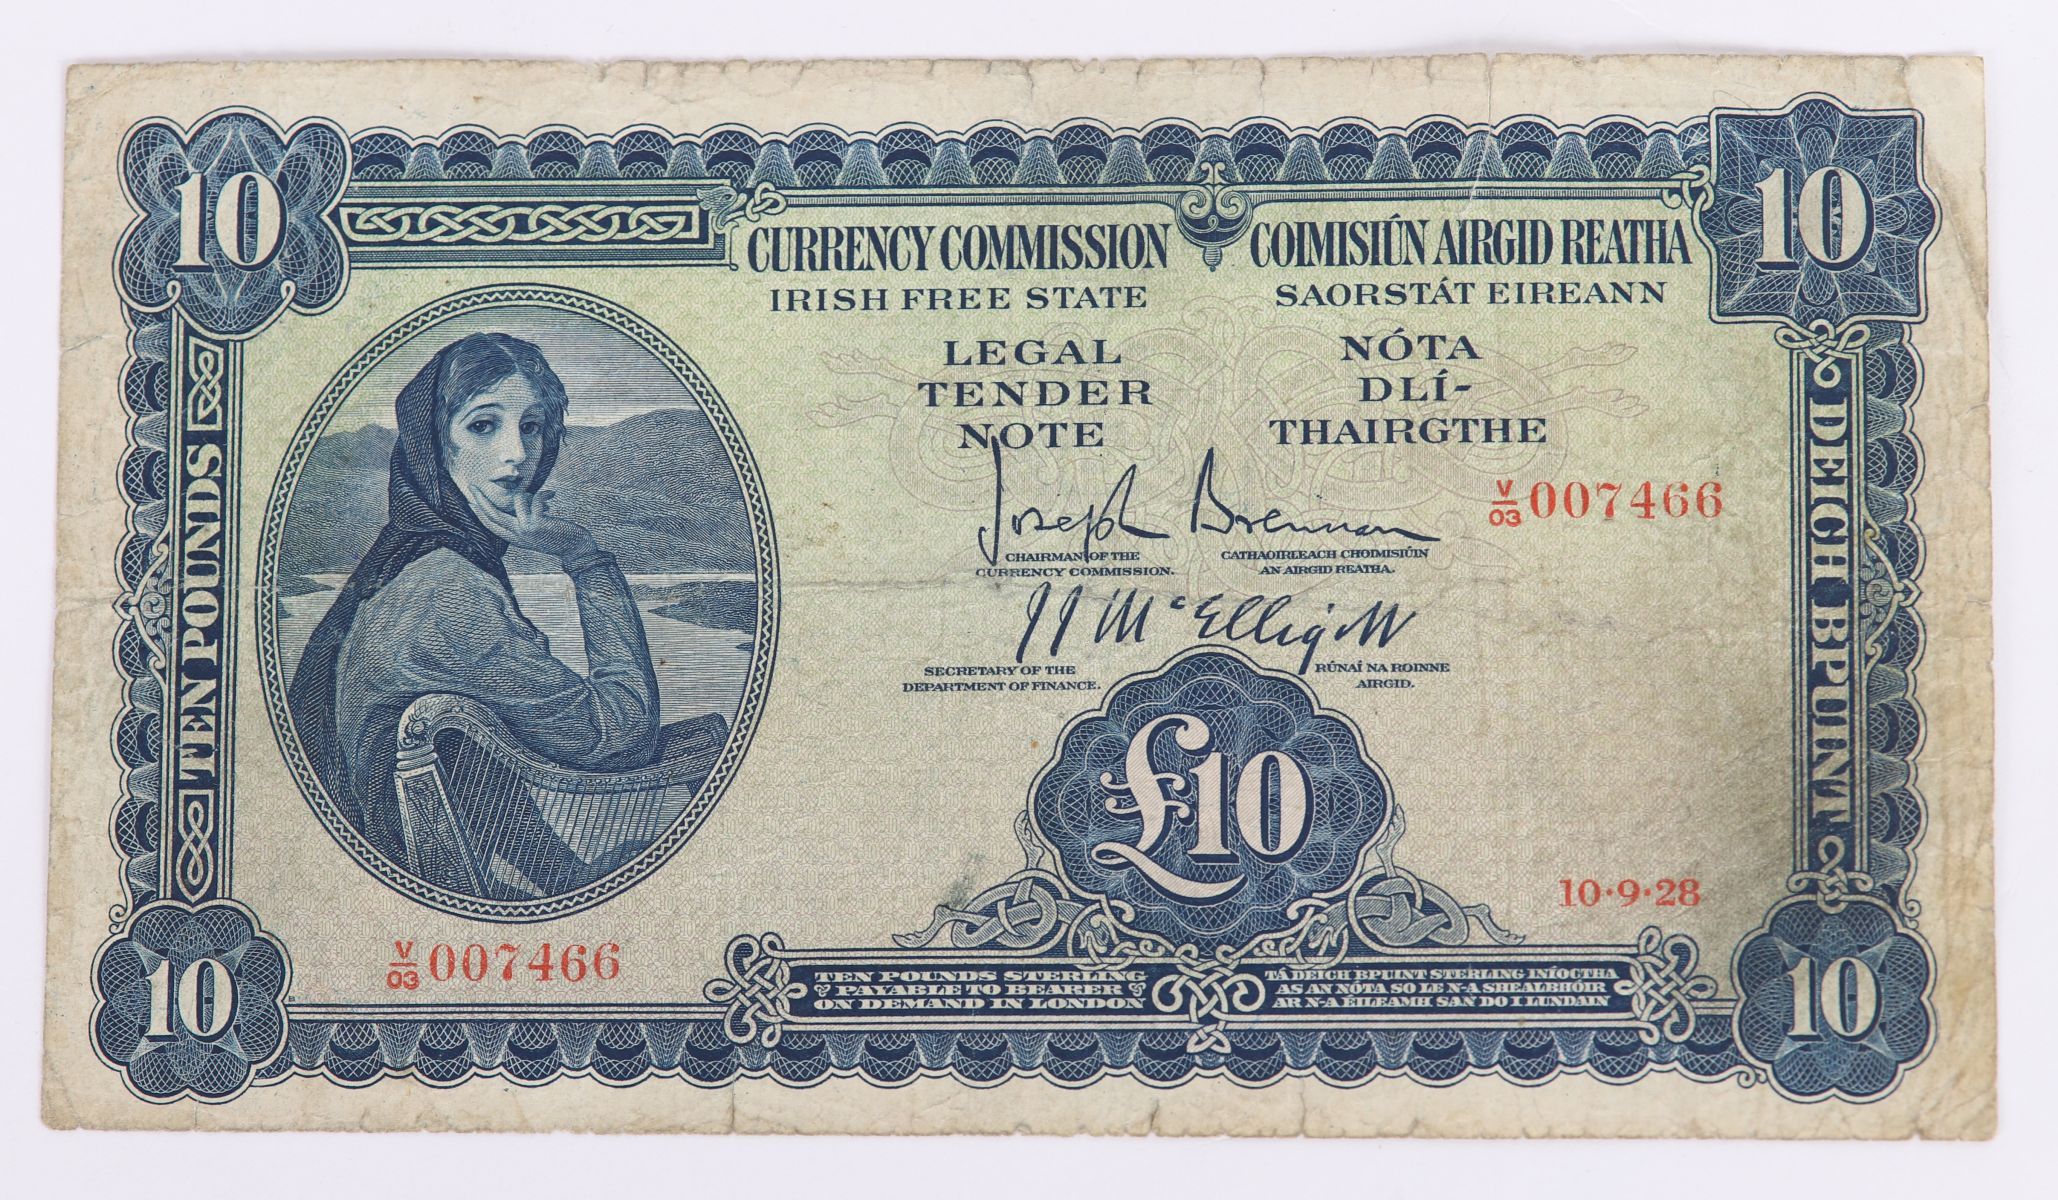 10
10
CURRENCY COMMISSION
IRISH FREE STATE
COIMISIÚN AIRGID REATHA
SAORSTÁT EIREANN
LEGAL
TENDER
NOTE
NÓTA
DLÍ-
THAIRGTHE
TEN POUNDS
DEICH BPUINT
V/03 007466
Joseph Brennan
CHAIRMAN OF THE
CURRENCY COMMISSION.
CATHAOIRLEACH CHOIMISIÚIN
AN AIRGID REATHA.
J J McElligott
SECRETARY OF THE
DEPARTMENT OF FINANCE.
RÚNAÍ NA ROINNE
AIRGID.
£10
10·9·28
V/03 007466
TEN POUNDS STERLING
PAYABLE TO BEARER
ON DEMAND IN LONDON
TÁ DEICH BPUINT STERLING INÍOCTHA
AS AN NÓTA SO LE N-A SHEALBHÓIR
AR N-A ÉILEAMH SAN DO I LUNDAIN
10
10